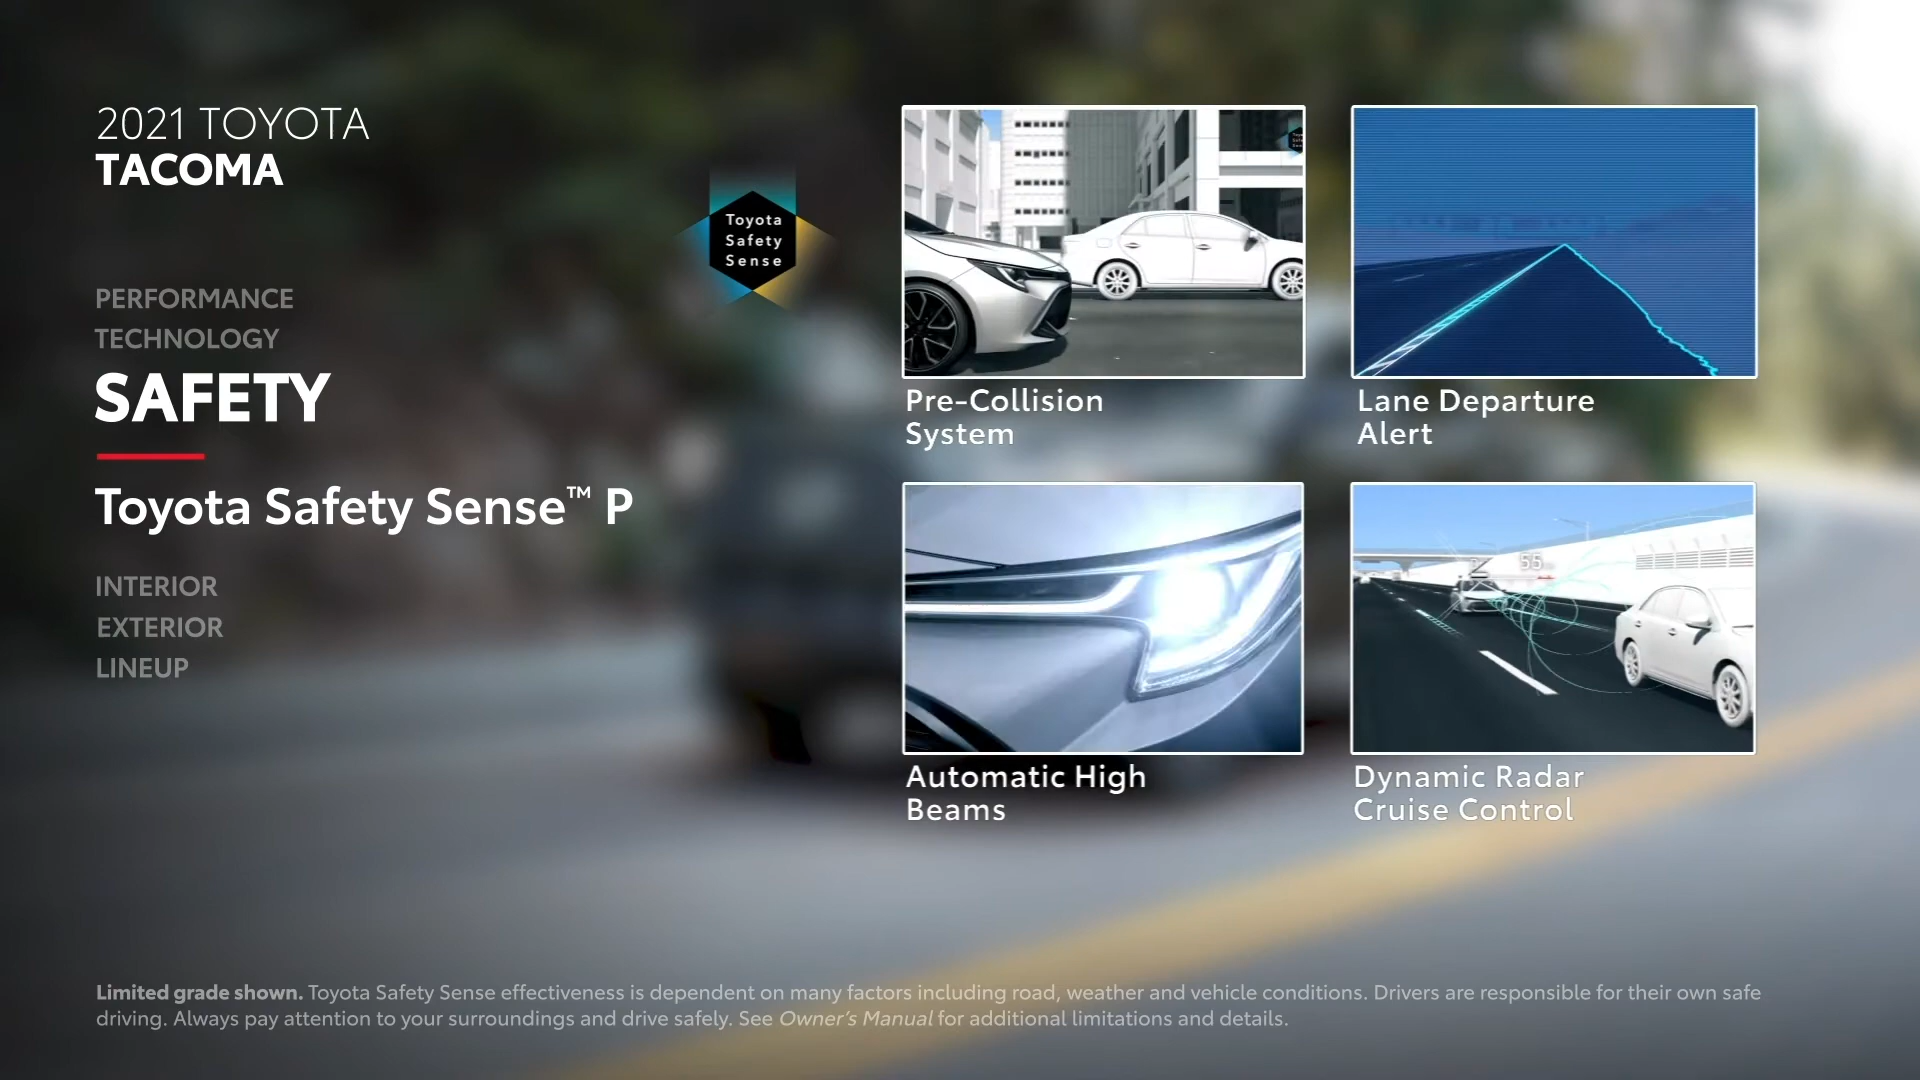 2021 TOYOTA
TACOMA
PERFORMANCE
TECHNOLOGY
SAFETY
Toyota Safety Sense™ P
INTERIOR
EXTERIOR
LINEUP
Toyota
Safety
Sense
Pre-Collision
System
Lane Departure
Alert
55
Automatic High
Beams
Dynamic Radar
Cruise Control
Limited grade shown. Toyota Safety Sense effectiveness is dependent on many factors including road, weather and vehicle conditions. Drivers are responsible for their own safe
driving. Always pay attention to your surroundings and drive safely. See Owner's Manual for additional limitations and details.